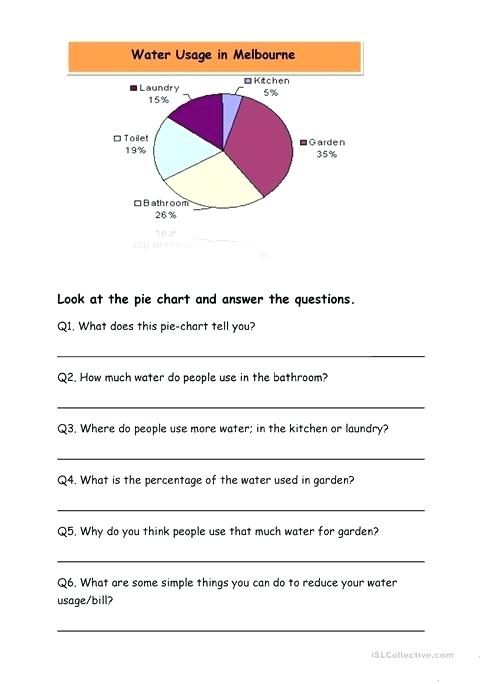 Water Usage in Melbourne
Kitchen
5%
Laundry
15%
Garden
35%
Toilet
19%
Bathroom
26%
Look at the pie chart and answer the questions.
Q1. What does this pie-chart tell you?
Q2. How much water do people use in the bathroom?
Q3. Where do people use more water; in the kitchen or laundry?
Q4. What is the percentage of the water used in garden?
Q5. Why do you think people use that much water for garden?
Q6. What are some simple things you can do to reduce your water
usage/bill?
iSLCollective.com